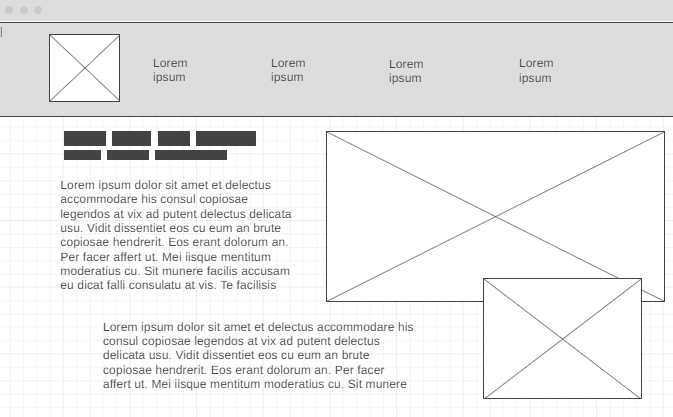 Lorem ipsum
Lorem ipsum
Lorem ipsum
Lorem ipsum
Lorem ipsum dolor sit amet et delectus
accommodare his consul copiosae
legendos at vix ad putent delectus delicata
usu. Vidit dissentiet eos cu eum an brute
copiosae hendrerit. Eos erant dolorum an.
Per facer affert ut. Mei iisque mentitum
moderatius cu. Sit munere facilis accusam
eu dicat falli consulatu at vis. Te facilisis
Lorem ipsum dolor sit amet et delectus accommodare his
consul copiosae legendos at vix ad putent delectus
delicata usu. Vidit dissentiet eos cu eum an brute
copiosae hendrerit. Eos erant dolorum an. Per facer
affert ut. Mei iisque mentitum moderatius cu. Sit munere